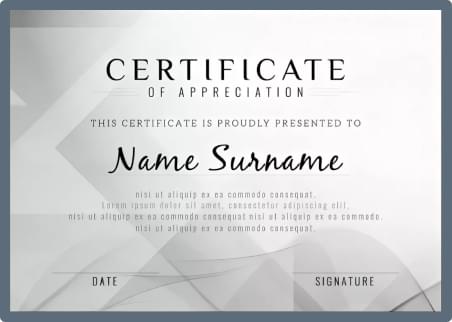 CERTIFICATE
OF APPRECIATION
THIS CERTIFICATE IS PROUDLY PRESENTED TO
Name Surname
nisi ut aliquip ex ea commodo consequat.
Lorem ipsum dolor sit amet, consectetur adipiscing elit,
nisi ut aliquip ex ea commodo consequat nisi ut aliquip ex ea commodo.
nisi ut aliquip ex ea commodo consequat.
DATE SIGNATURE